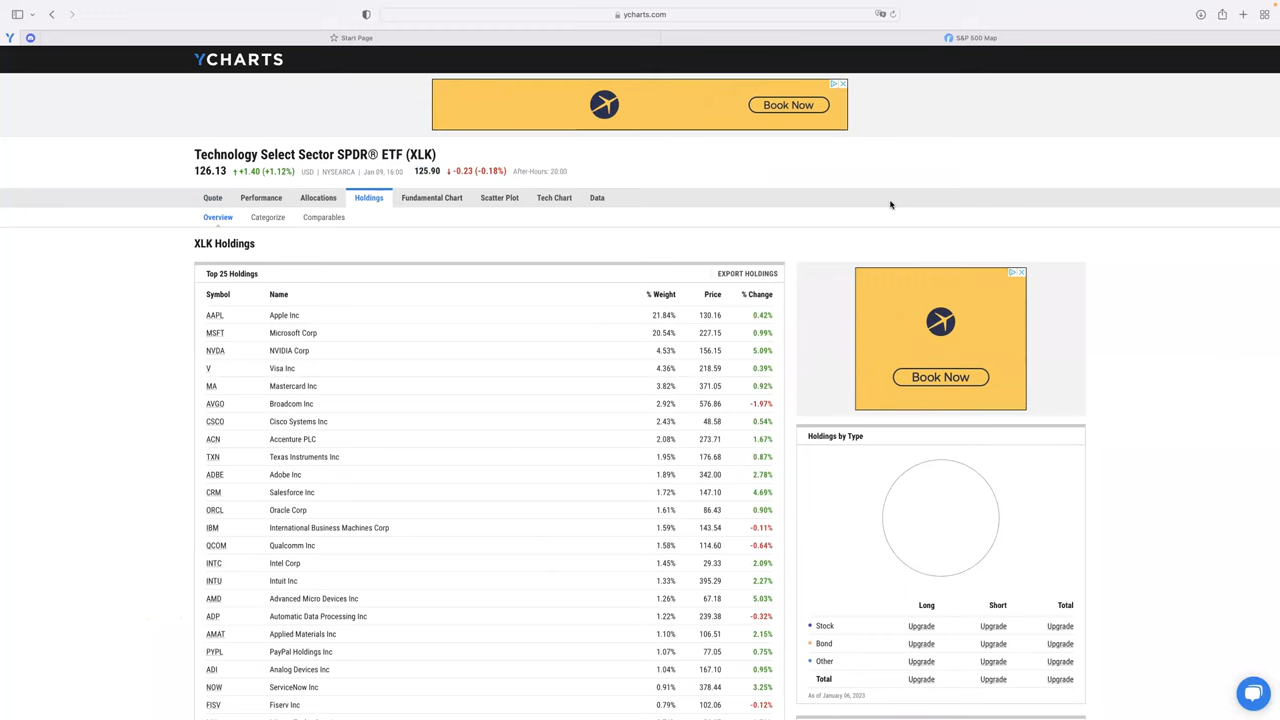 ycharts.com
Start Page
S&P 500 Map
YCHARTS
Book Now
Technology Select Sector SPDR® ETF (XLK)
126.13 +1.40 (+1.12%) USD | NYSEARCA | Jan 09, 16:00 125.90 -0.23 (-0.18%) After-Hours: 20:00
Quote Performance Allocations Holdings Fundamental Chart Scatter Plot Tech Chart Data
Overview Categorize Comparables
XLK Holdings
Top 25 Holdings EXPORT HOLDINGS
Symbol Name % Weight Price % Change
AAPL Apple Inc 21.84% 130.16 0.42%
MSFT Microsoft Corp 20.54% 227.15 0.99%
NVDA NVIDIA Corp 4.53% 156.15 5.09%
V Visa Inc 4.36% 218.59 0.39%
MA Mastercard Inc 3.82% 371.05 0.92%
AVGO Broadcom Inc 2.92% 576.86 -1.97%
CSCO Cisco Systems Inc 2.43% 48.58 0.54%
ACN Accenture PLC 2.08% 273.71 1.67%
TXN Texas Instruments Inc 1.95% 176.68 0.87%
ADBE Adobe Inc 1.89% 342.00 2.78%
CRM Salesforce Inc 1.72% 147.10 4.69%
ORCL Oracle Corp 1.61% 86.43 0.90%
IBM International Business Machines Corp 1.59% 143.54 -0.11%
QCOM Qualcomm Inc 1.58% 114.60 -0.64%
INTC Intel Corp 1.45% 29.33 2.09%
INTU Intuit Inc 1.33% 395.29 2.27%
AMD Advanced Micro Devices Inc 1.26% 67.18 5.03%
ADP Automatic Data Processing Inc 1.22% 239.38 -0.32%
AMAT Applied Materials Inc 1.10% 106.51 2.15%
PYPL PayPal Holdings Inc 1.07% 77.05 0.75%
ADI Analog Devices Inc 1.04% 167.10 0.95%
NOW ServiceNow Inc 0.91% 378.44 3.25%
FISV Fiserv Inc 0.79% 102.06 -0.12%
Book Now
Holdings by Type
Long Short Total
Stock Upgrade Upgrade Upgrade
Bond Upgrade Upgrade Upgrade
Other Upgrade Upgrade Upgrade
Total Upgrade Upgrade Upgrade
As of January 06, 2023